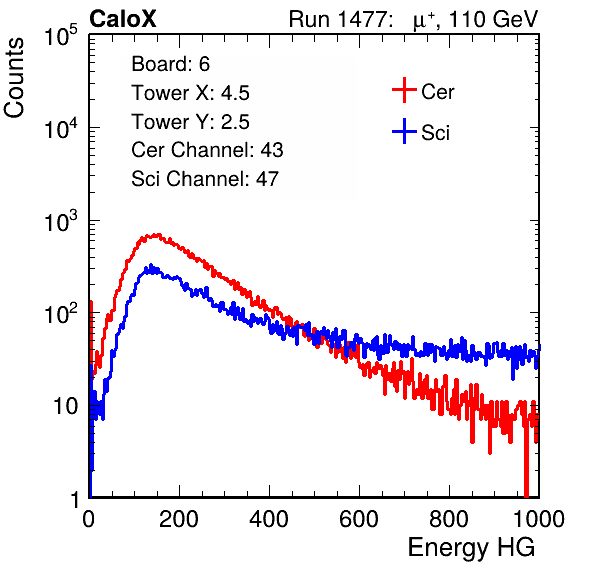 CaloX Run 1477: μ⁺, 110 GeV
Counts
Board: 6
Tower X: 4.5
Tower Y: 2.5
Cer Channel: 43
Sci Channel: 47
Cer
Sci
10⁵
10⁴
10³
10²
10
1
0 200 400 600 800 1000
Energy HG